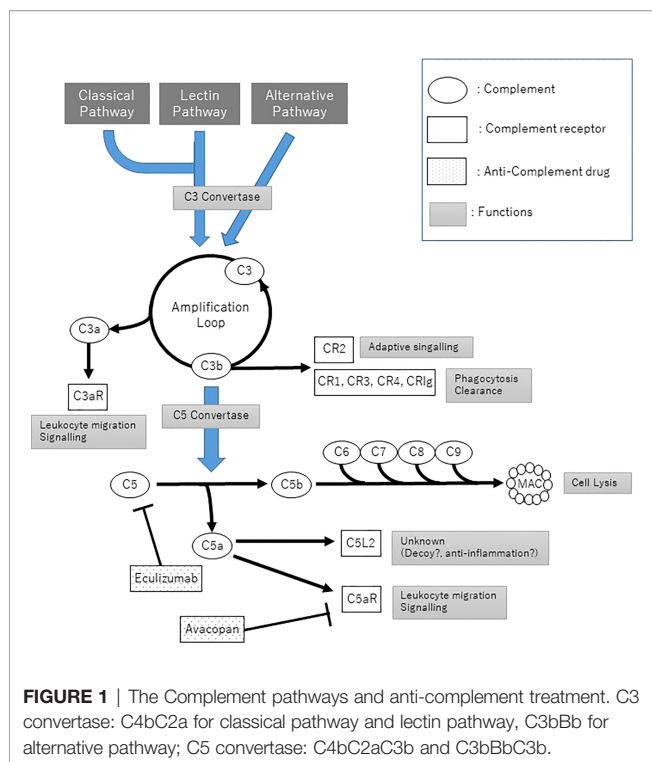 Classical
Pathway
Lectin
Pathway
Alternative
Pathway
: Complement
: Complement receptor
: Anti-Complement drug
: Functions
C3 Convertase
C3
Amplification
Loop
C3a
C3b
CR2
Adaptive singalling
CR1, CR3, CR4, CRIg
Phagocytosis
Clearance
C3aR
Leukocyte migration
Signalling
C5 Convertase
C6
C7
C8
C9
C5
C5b
MAC
Cell Lysis
C5a
C5L2
Unknown
(Decoy?, anti-inflammation?)
Eculizumab
C5aR
Leukocyte migration
Signalling
Avacopan
FIGURE 1 | The Complement pathways and anti-complement treatment. C3
convertase: C4bC2a for classical pathway and lectin pathway, C3bBb for
alternative pathway; C5 convertase: C4bC2aC3b and C3bBbC3b.